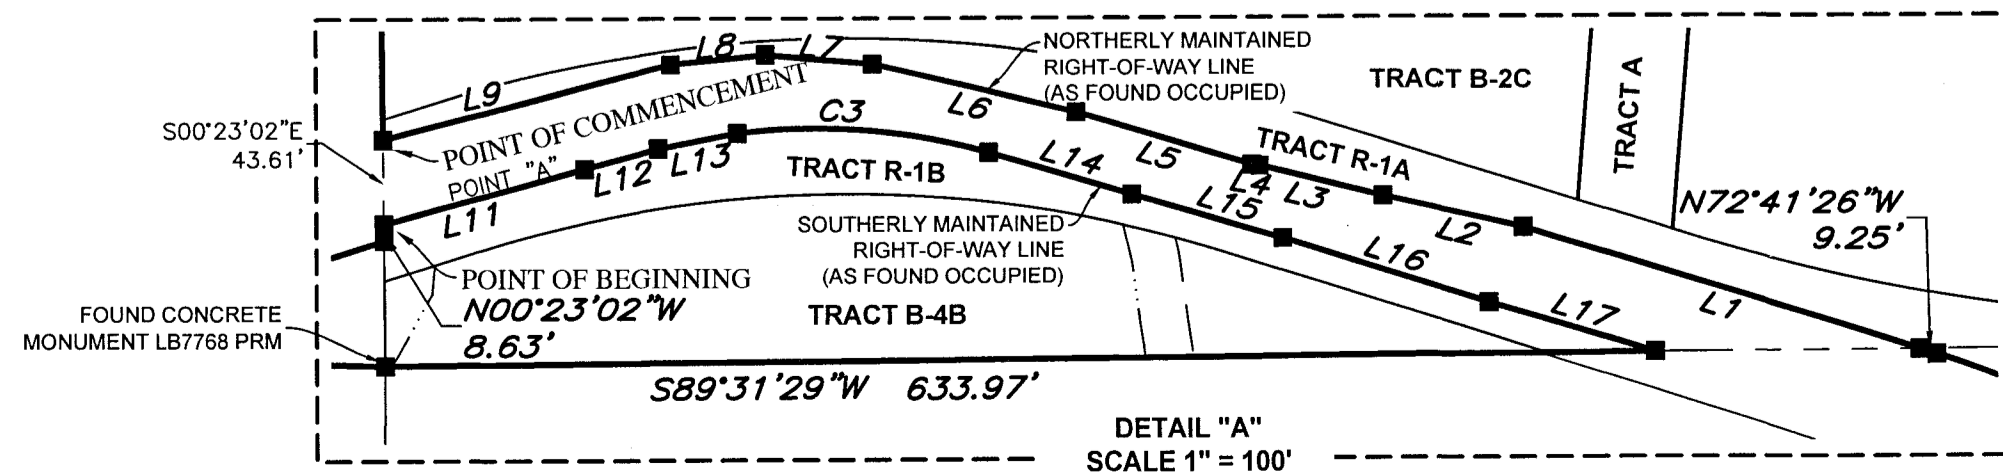 L8
L7
NORTHERLY MAINTAINED
RIGHT-OF-WAY LINE
(AS FOUND OCCUPIED)
TRACT B-2C
TRACT A
L9
S00°23'02"E
43.61'
POINT OF COMMENCEMENT
POINT "A"
C3
L6
L5
TRACT R-1A
L4
L3
L12
L13
TRACT R-1B
L14
L15
L2
N72°41'26"W
9.25'
L11
SOUTHERLY MAINTAINED
RIGHT-OF-WAY LINE
(AS FOUND OCCUPIED)
L16
L1
L17
POINT OF BEGINNING
N00°23'02"W
8.63'
FOUND CONCRETE
MONUMENT LB7768 PRM
TRACT B-4B
S89°31'29"W 633.97'
DETAIL "A"
SCALE 1" = 100'